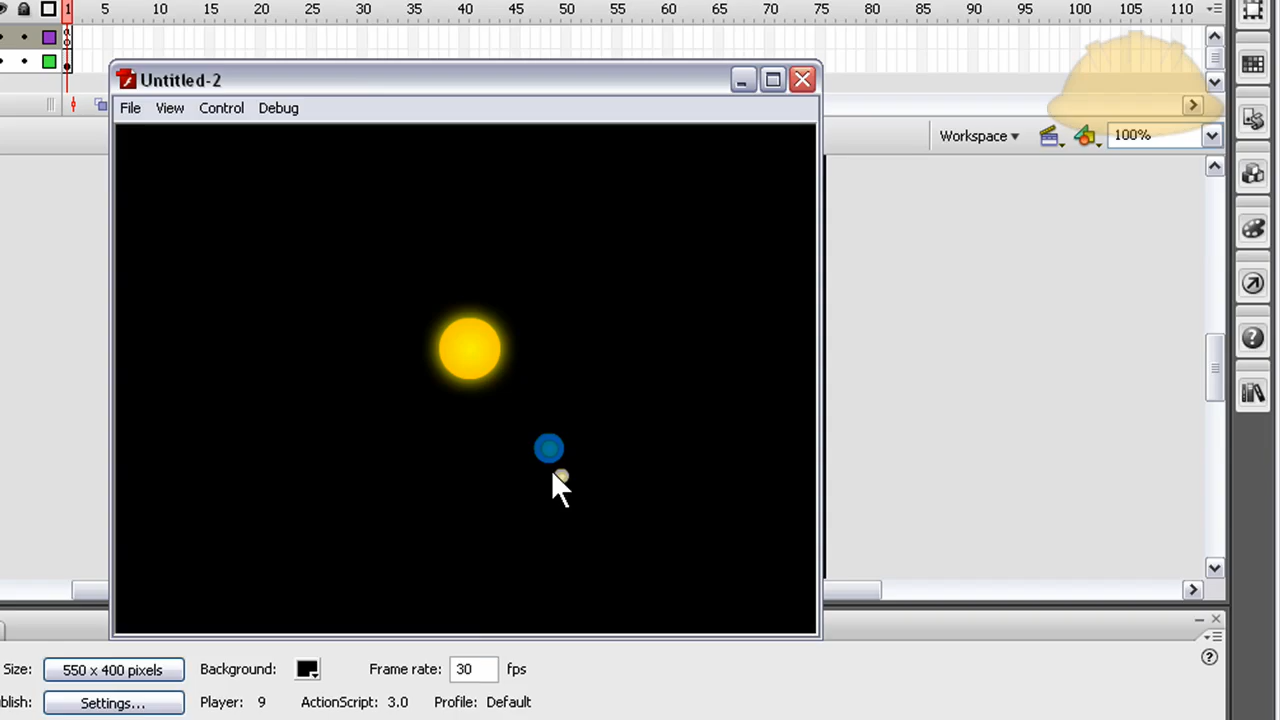 1 5 10 15 20 25 30 35 40 45 50 55 60 65 70 75 80 85 90 95 100 105 110
Untitled-2
File View Control Debug
Workspace 100%
Size: 550 x 400 pixels Background: Frame rate: 30 fps
blish: Settings... Player: 9 ActionScript: 3.0 Profile: Default